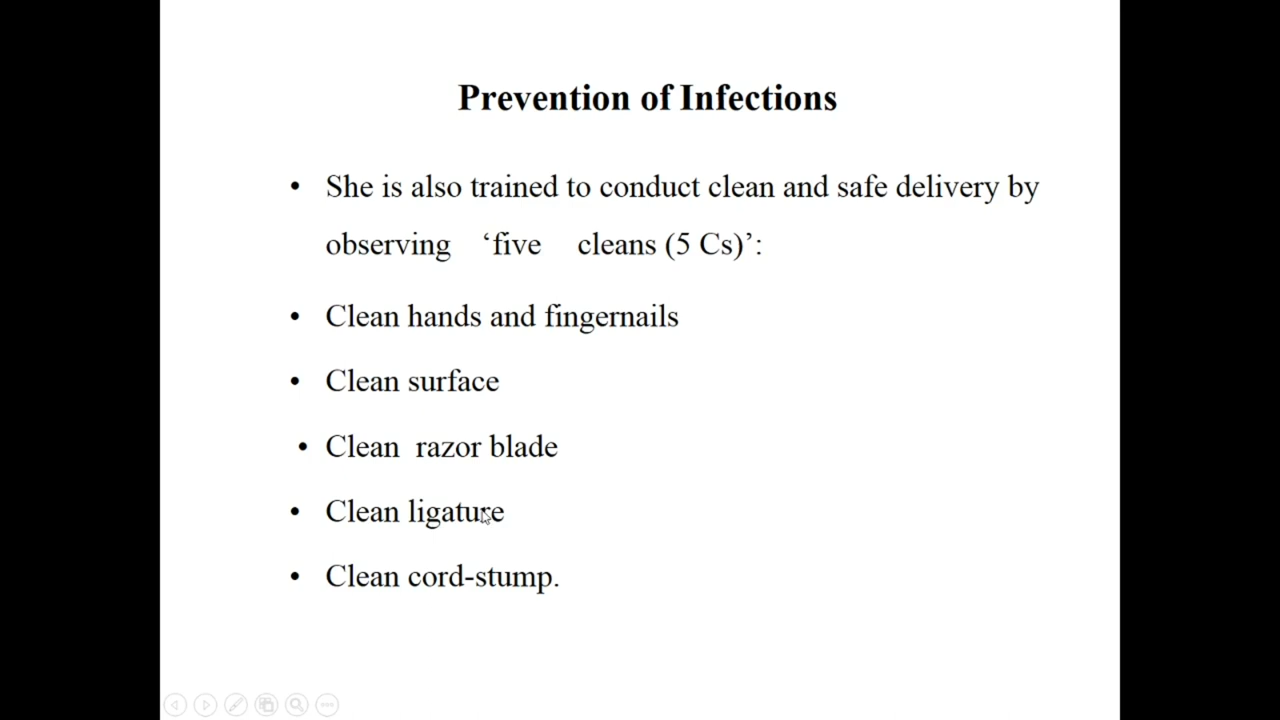 Prevention of Infections
• She is also trained to conduct clean and safe delivery by
observing ‘five cleans (5 Cs)’:
• Clean hands and fingernails
• Clean surface
• Clean razor blade
• Clean ligature
• Clean cord-stump.